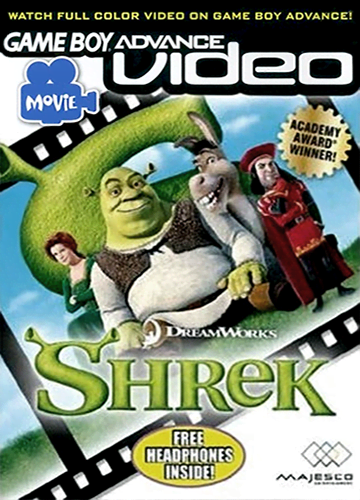 WATCH FULL COLOR VIDEO ON GAME BOY ADVANCE!
GAME BOY ADVANCE
video
MOVIE
ACADEMY
AWARD®
WINNER!
DREAMWORKS
SHREK
FREE
HEADPHONES
INSIDE!
MAJESCO